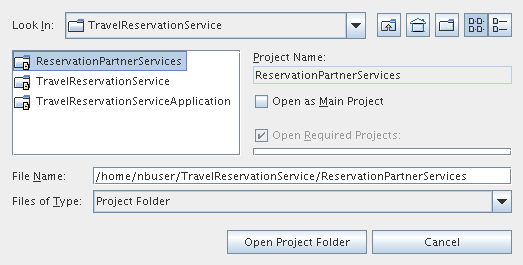 Look In: TravelReservationService
ReservationPartnerServices
TravelReservationService
TravelReservationServiceApplication
Project Name:
ReservationPartnerServices
Open as Main Project
Open Required Projects:
File Name: /home/nbuser/TravelReservationService/ReservationPartnerServices
Files of Type: Project Folder
Open Project Folder Cancel